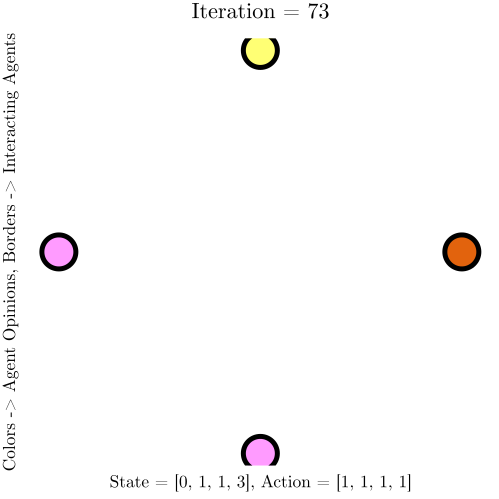 Iteration = 73
Colors -> Agent Opinions, Borders -> Interacting Agents
State = [0, 1, 1, 3], Action = [1, 1, 1, 1]